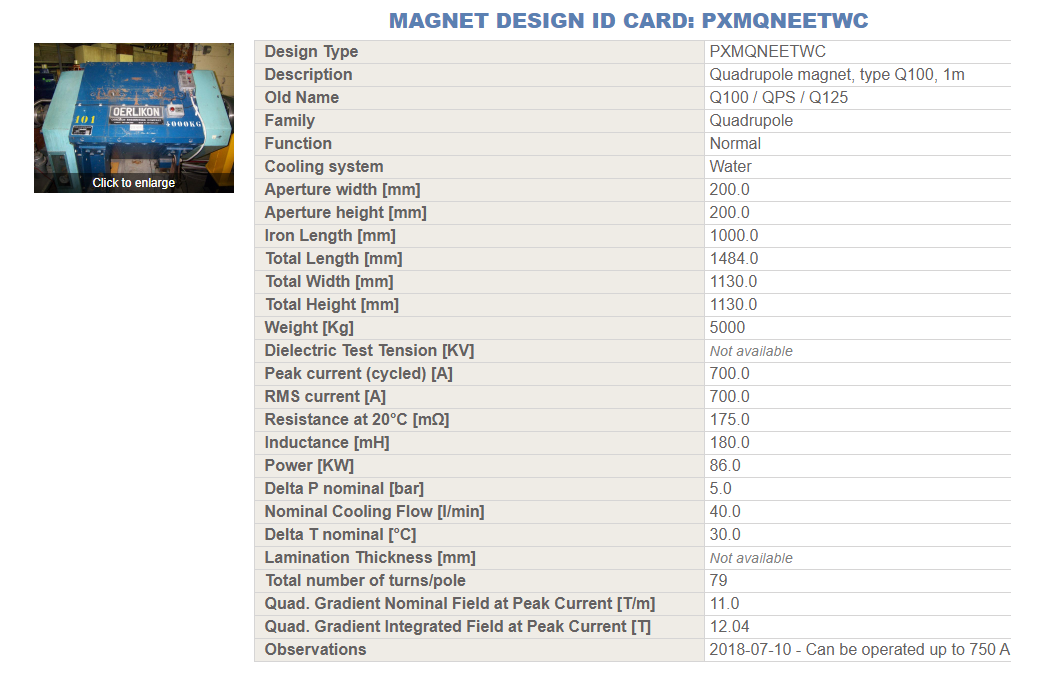 MAGNET DESIGN ID CARD: PXMQNEETWC
OERLIKON
101
4000KG
Click to enlarge
Design Type PXMQNEETWC
Description Quadrupole magnet, type Q100, 1m
Old Name Q100 / QPS / Q125
Family Quadrupole
Function Normal
Cooling system Water
Aperture width [mm] 200.0
Aperture height [mm] 200.0
Iron Length [mm] 1000.0
Total Length [mm] 1484.0
Total Width [mm] 1130.0
Total Height [mm] 1130.0
Weight [Kg] 5000
Dielectric Test Tension [KV] Not available
Peak current (cycled) [A] 700.0
RMS current [A] 700.0
Resistance at 20°C [mΩ] 175.0
Inductance [mH] 180.0
Power [KW] 86.0
Delta P nominal [bar] 5.0
Nominal Cooling Flow [l/min] 40.0
Delta T nominal [°C] 30.0
Lamination Thickness [mm] Not available
Total number of turns/pole 79
Quad. Gradient Nominal Field at Peak Current [T/m] 11.0
Quad. Gradient Integrated Field at Peak Current [T] 12.04
Observations 2018-07-10 - Can be operated up to 750 A